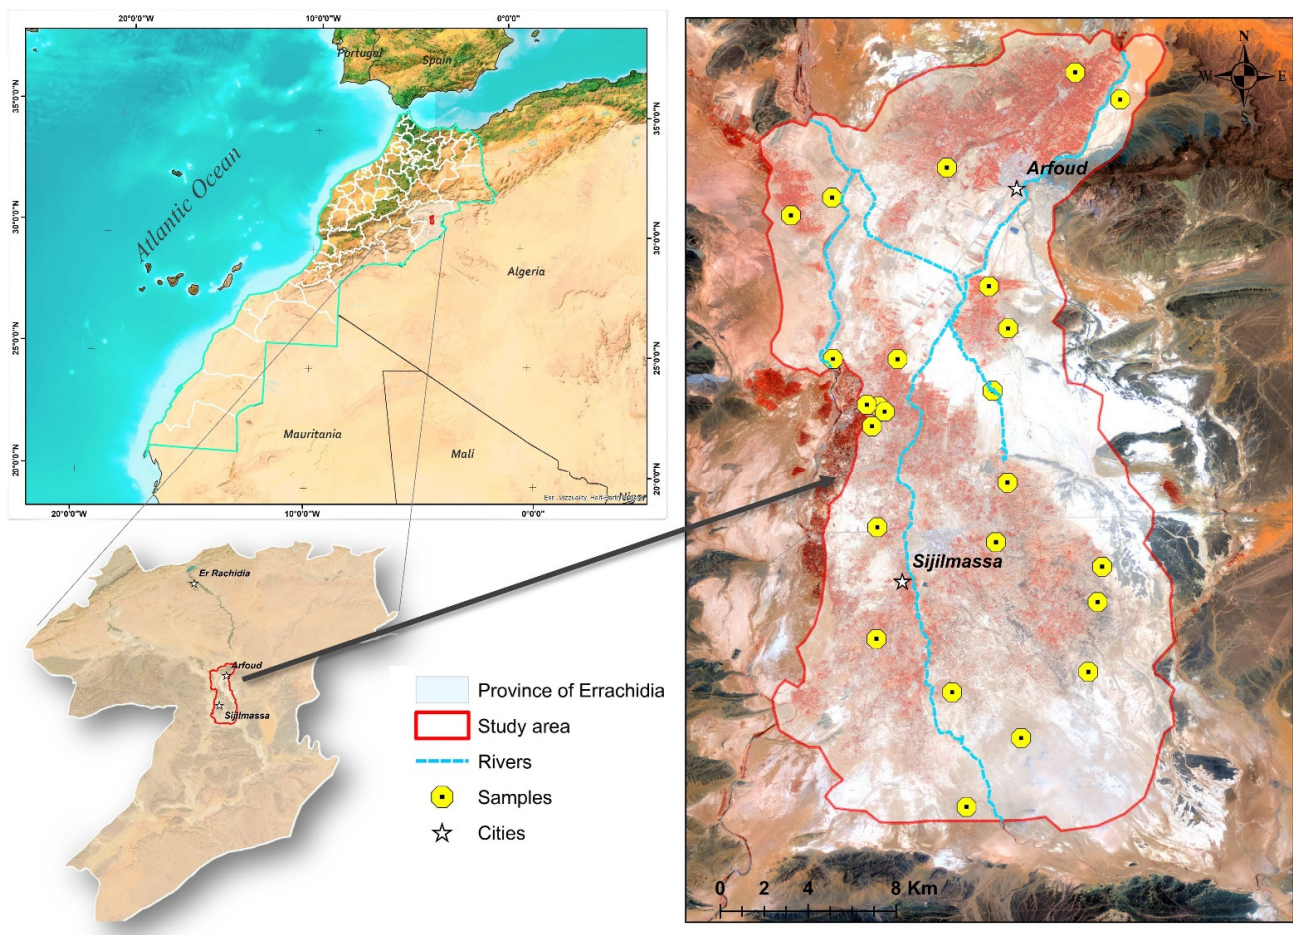 20°0'0"W
10°0'0"W
0°0'0"
Portugal
Spain
35°0'0"N
35°0'0"N
Atlantic Ocean
30°0'0"N
30°0'0"N
Algeria
25°0'0"N
25°0'0"N
Mauritania
Mali
20°0'0"N
20°0'0"N
20°0'0"W
10°0'0"W
0°0'0"
Er Rachidia
Arfoud
Sijilmassa
Province of Errachidia
Study area
Rivers
Samples
Cities
N
W
E
S
Arfoud
Sijilmassa
0 2 4 8 Km